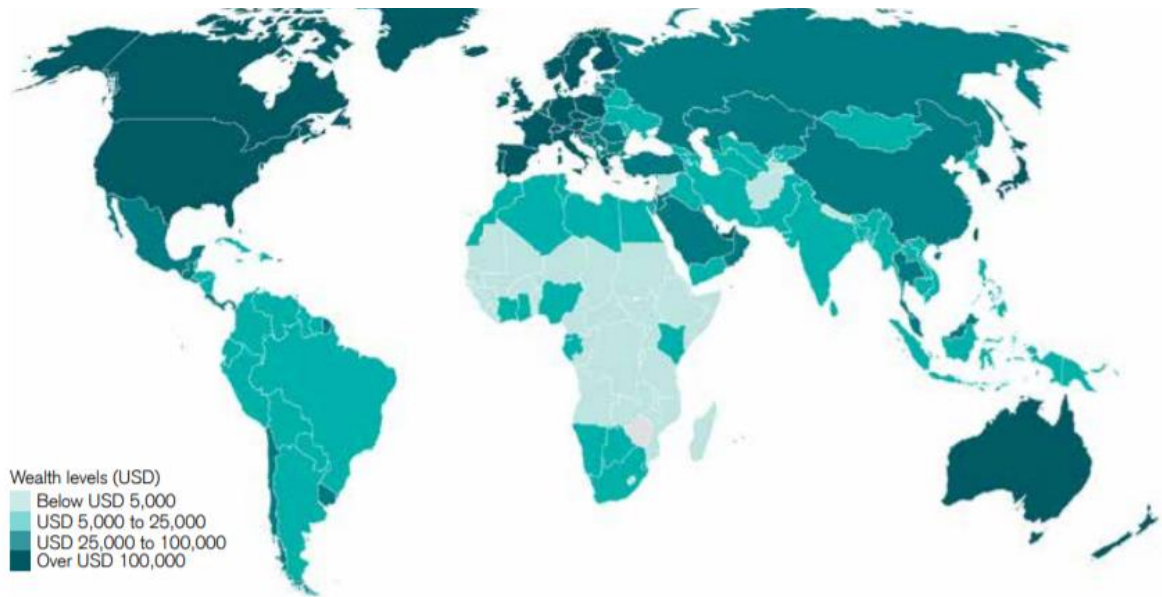 Wealth levels (USD)
Below USD 5,000
USD 5,000 to 25,000
USD 25,000 to 100,000
Over USD 100,000